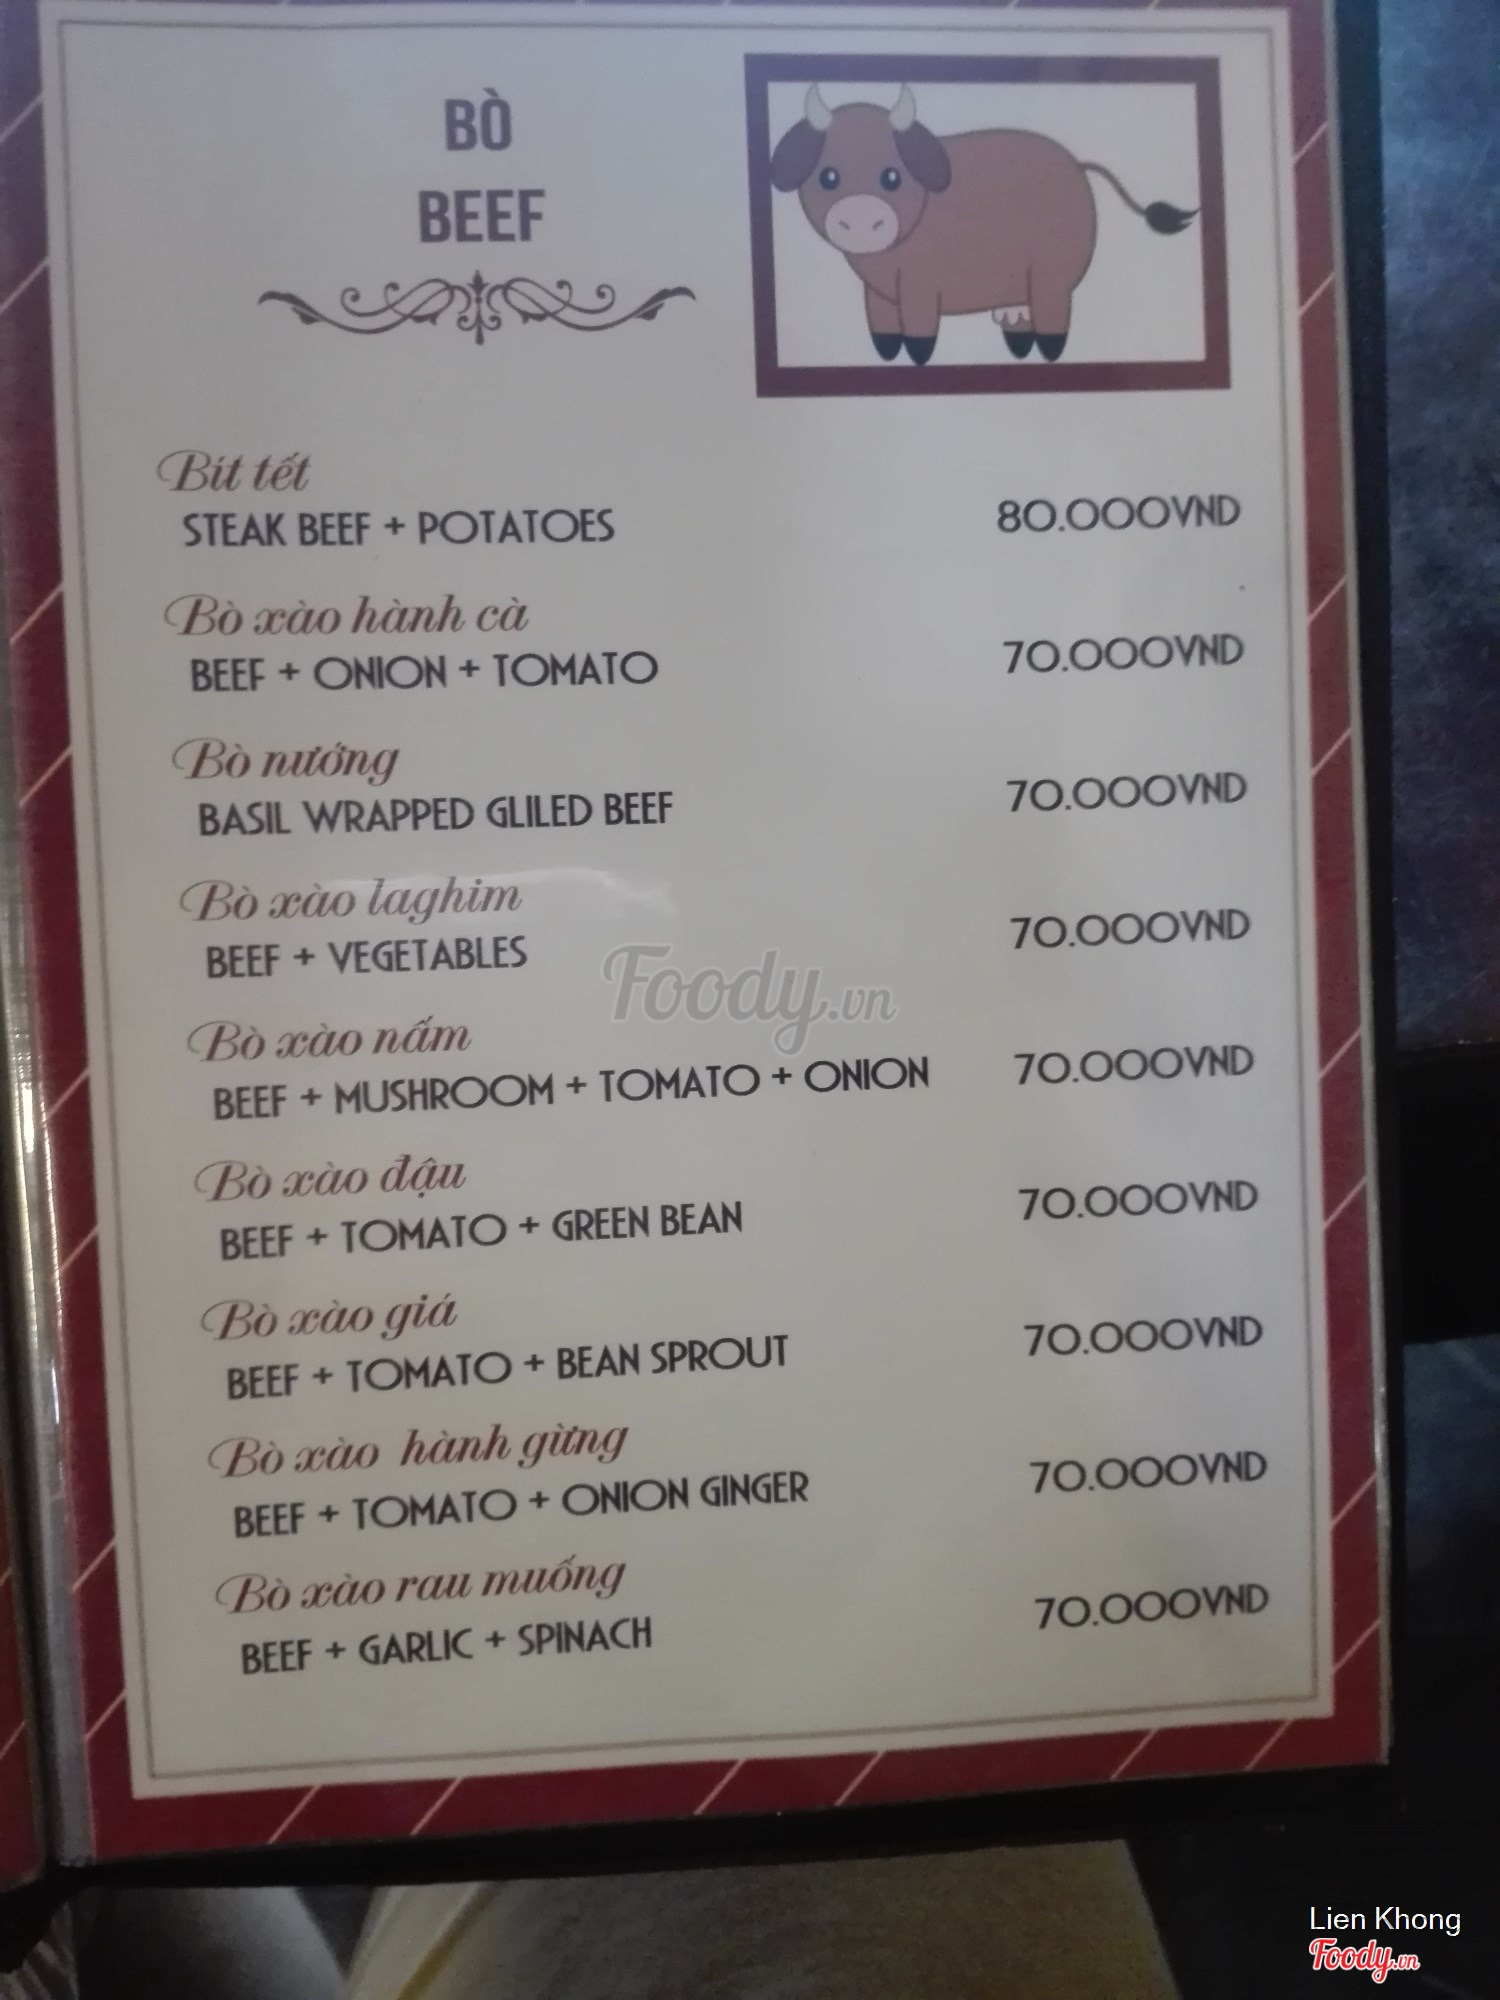 BÒ
BEEF
Bít tết
STEAK BEEF + POTATOES 80.000VND
Bò xào hành cà
BEEF + ONION + TOMATO 70.000VND
Bò nướng
BASIL WRAPPED GLILED BEEF 70.000VND
Bò xào laghim
BEEF + VEGETABLES 70.000VND
Foody.vn
Bò xào nấm
BEEF + MUSHROOM + TOMATO + ONION 70.000VND
Bò xào đậu
BEEF + TOMATO + GREEN BEAN 70.000VND
Bò xào giá
BEEF + TOMATO + BEAN SPROUT 70.000VND
Bò xào hành gừng
BEEF + TOMATO + ONION GINGER 70.000VND
Bò xào rau muống
BEEF + GARLIC + SPINACH 70.000VND
Lien Khong
Foody.vn